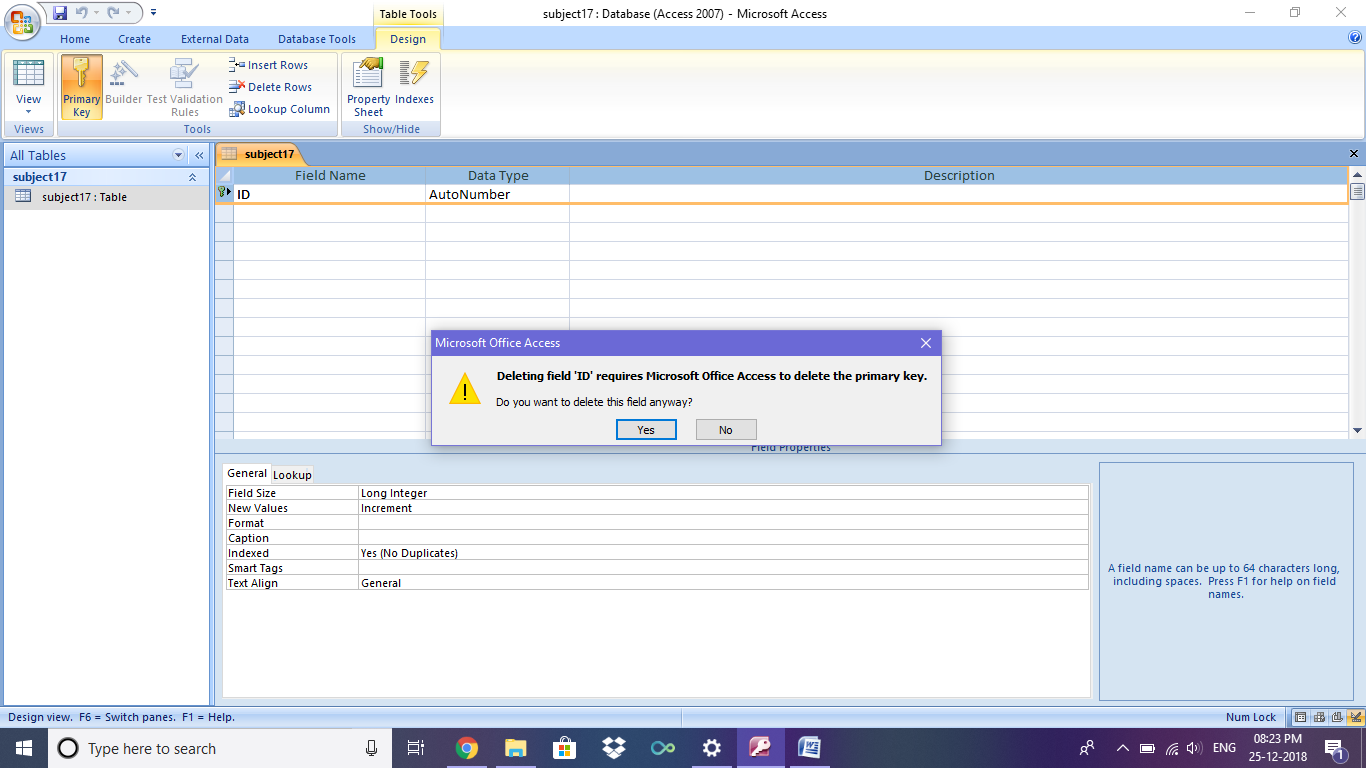 Table Tools
subject17 : Database (Access 2007) - Microsoft Access
Home Create External Data Database Tools Design
View
Primary Key
Builder
Test Validation Rules
Insert Rows
Delete Rows
Lookup Column
Property Sheet
Indexes
Views
Tools
Show/Hide
All Tables
subject17
subject17 : Table
subject17
Field Name Data Type Description
ID AutoNumber
Microsoft Office Access
Deleting field 'ID' requires Microsoft Office Access to delete the primary key.
Do you want to delete this field anyway?
Yes No
Field Properties
General Lookup
Field Size Long Integer
New Values Increment
Format
Caption
Indexed Yes (No Duplicates)
Smart Tags
Text Align General
A field name can be up to 64 characters long,
including spaces. Press F1 for help on field
names.
Design view. F6 = Switch panes. F1 = Help.
Num Lock
Type here to search
ENG
08:23 PM
25-12-2018
1